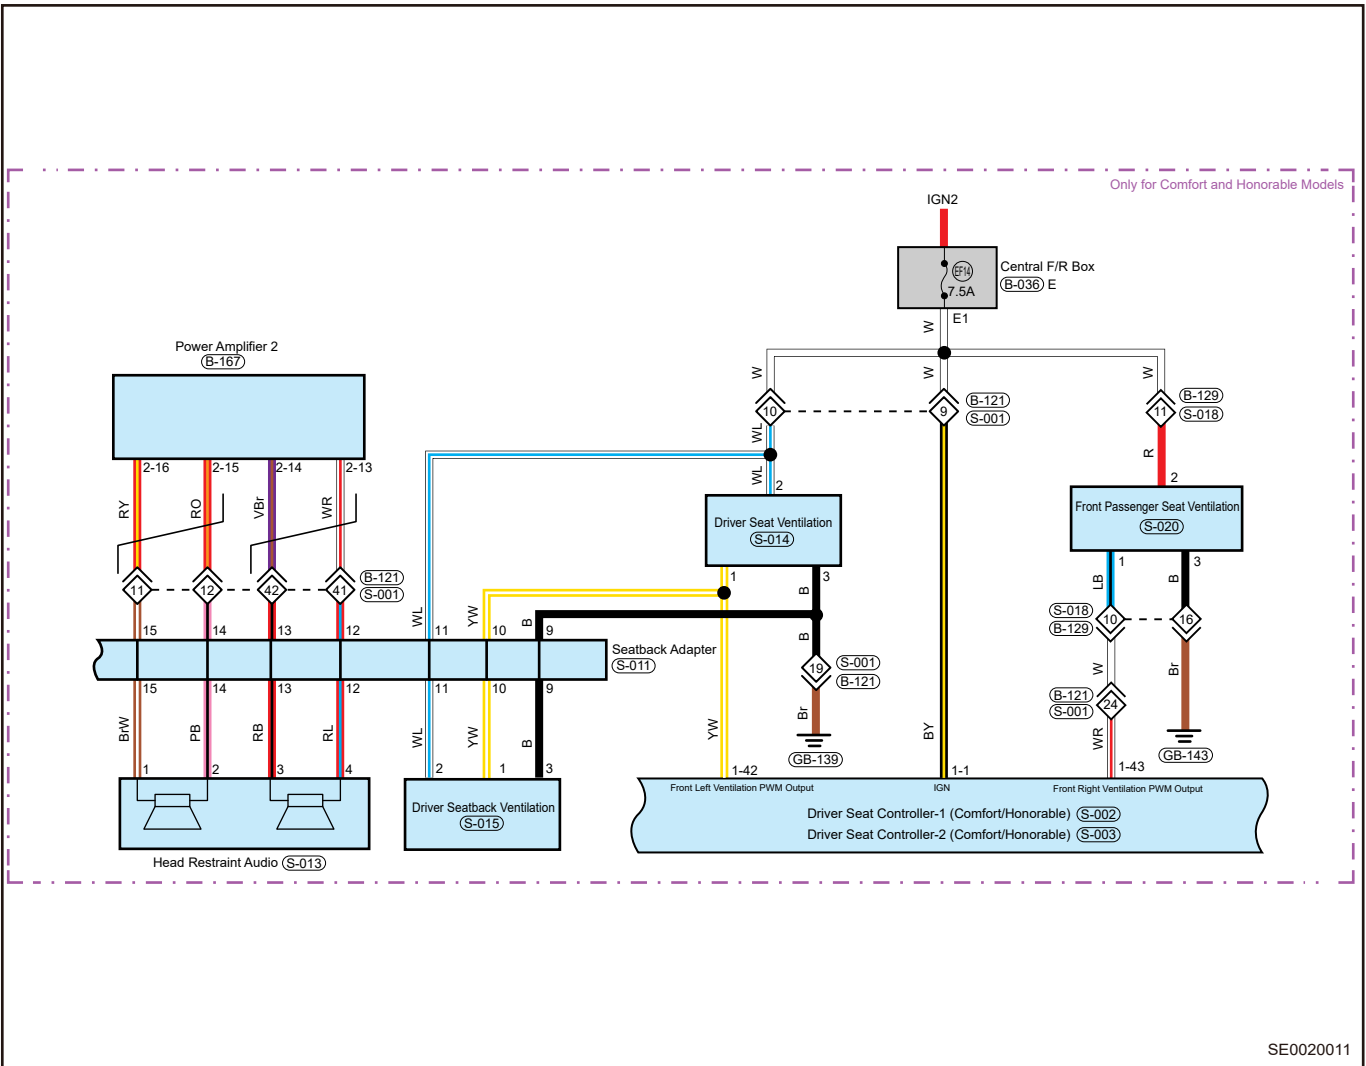 Only for Comfort and Honorable Models
IGN2
EF14
7.5A
Central F/R Box
B-036 E
W
E1
Power Amplifier 2
B-167
W
W
W
10
9
B-121
S-001
11
B-129
S-018
2-16
2-15
2-14
2-13
WL
WL
R
2
2
RY
RO
VBr
WR
Driver Seat Ventilation
S-014
Front Passenger Seat Ventilation
S-020
1
3
1
3
B
LB
B
11
12
42
41
B-121
S-001
S-018
B-129
10
16
15
14
13
12
WL
11
YW
10
B
9
B
Seatback Adapter
S-011
19
S-001
B-121
W
Br
15
14
13
12
11
10
9
B-121
S-001
24
BrW
PB
RB
RL
WL
YW
B
YW
Br
BY
WR
GB-139
GB-143
1
2
3
4
2
1
3
1-42
1-1
1-43
Front Left Ventilation PWM Output
IGN
Front Right Ventilation PWM Output
Driver Seatback Ventilation
S-015
Driver Seat Controller-1 (Comfort/Honorable) S-002
Driver Seat Controller-2 (Comfort/Honorable) S-003
Head Restraint Audio S-013
SE0020011